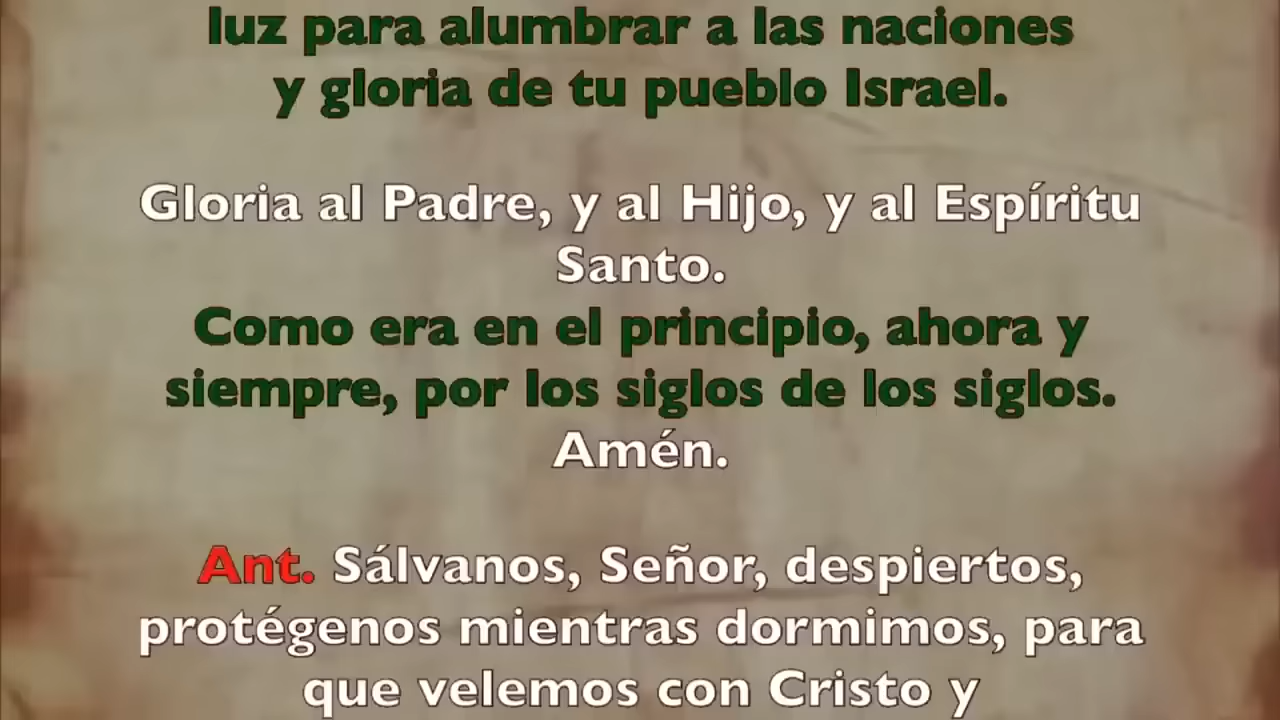 luz para alumbrar a las naciones
y gloria de tu pueblo Israel.
Gloria al Padre, y al Hijo, y al Espíritu
Santo.
Como era en el principio, ahora y
siempre, por los siglos de los siglos.
Amén.
Ant. Sálvanos, Señor, despiertos,
protégenos mientras dormimos, para
que velemos con Cristo y